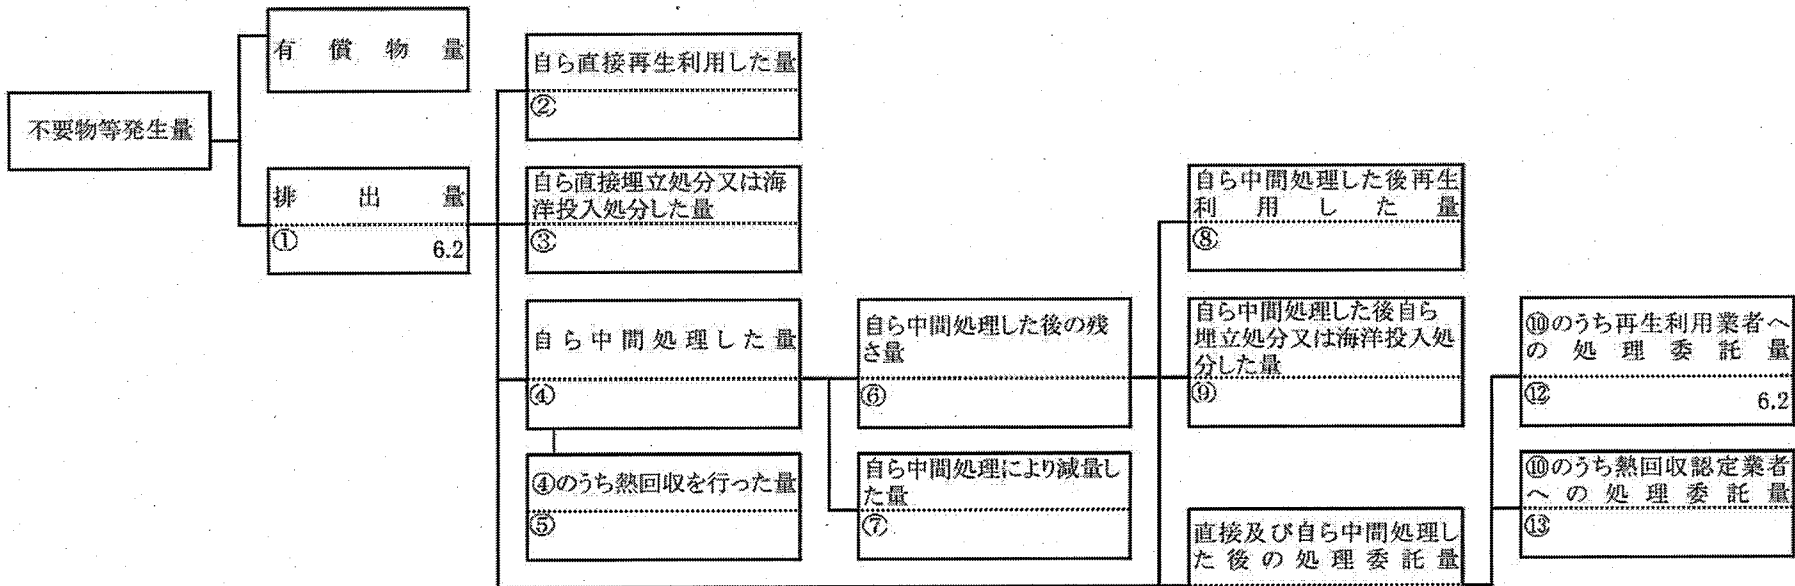 不要物等発生量
有償物量
排出量
①
6.2
自ら直接再生利用した量
②
自ら直接埋立処分又は海
洋投入処分した量
③
自ら中間処理した量
④
④のうち熱回収を行った量
⑤
自ら中間処理した後の残
さ量
⑥
自ら中間処理により減量し
た量
⑦
自ら中間処理した後再生
利用した量
⑧
自ら中間処理した後自ら
埋立処分又は海洋投入処
分した量
⑨
直接及び自ら中間処理し
た後の処理委託量
⑩のうち再生利用業者へ
の処理委託量
⑫
6.2
⑩のうち熱回収認定業者
への処理委託量
⑬